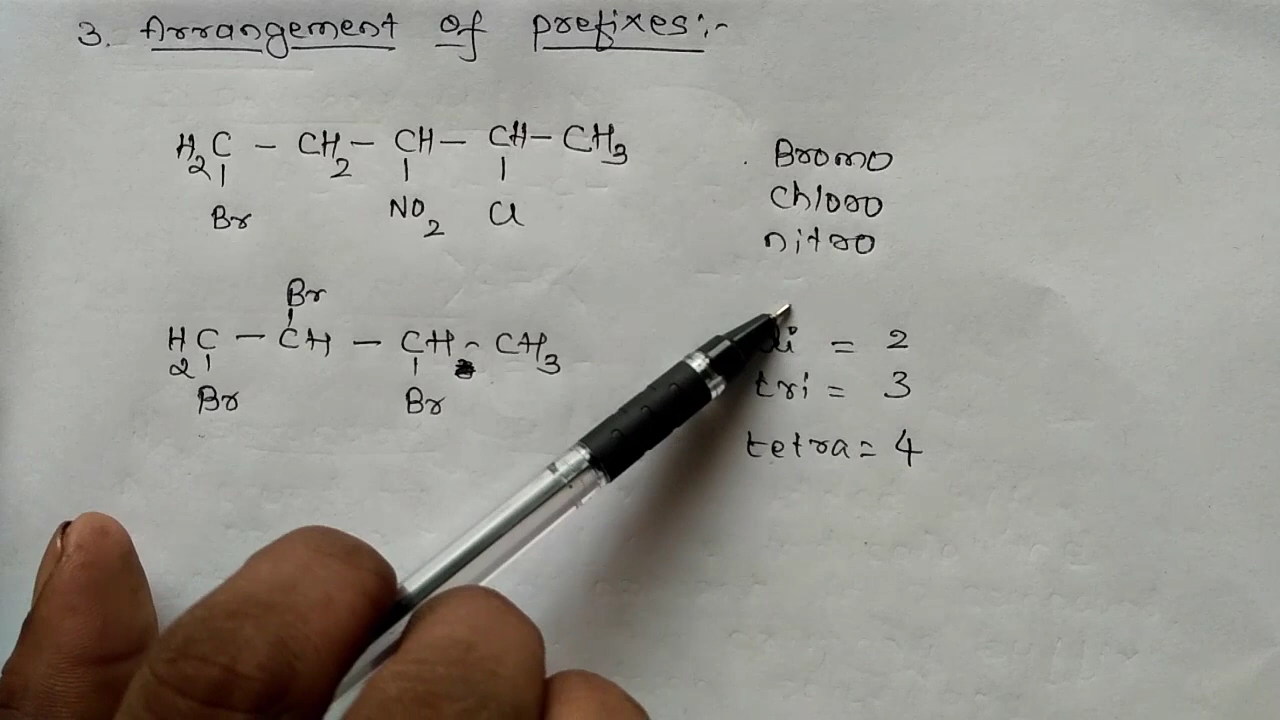 3. Arrangement of prefixes:-
H2C - CH2 - CH - CH - CH3
Br NO2 Cl
Bromo
Chloro
nitro
Br
H2C - CH - CH - CH3
Br Br
di = 2
tri = 3
tetra = 4